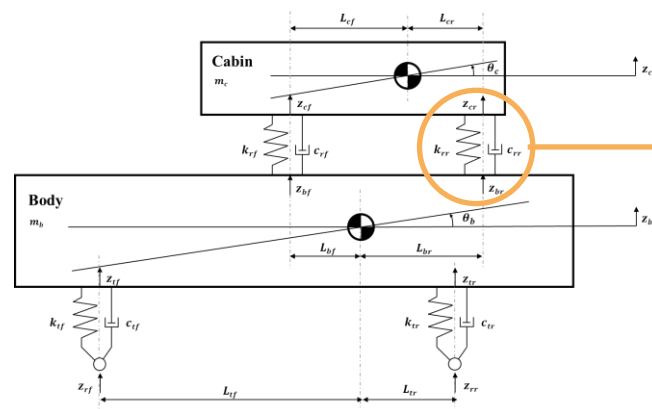 L_cf L_cr
Cabin
m_c
θ_c
z_c
z_cf z_cr
k_rf c_rf k_rr c_rr
z_bf z_br
Body
m_b
θ_b
z_b
L_bf L_br
z_tf z_tr
k_tf c_tf k_tr c_tr
z_rf z_rr
L_tf L_tr